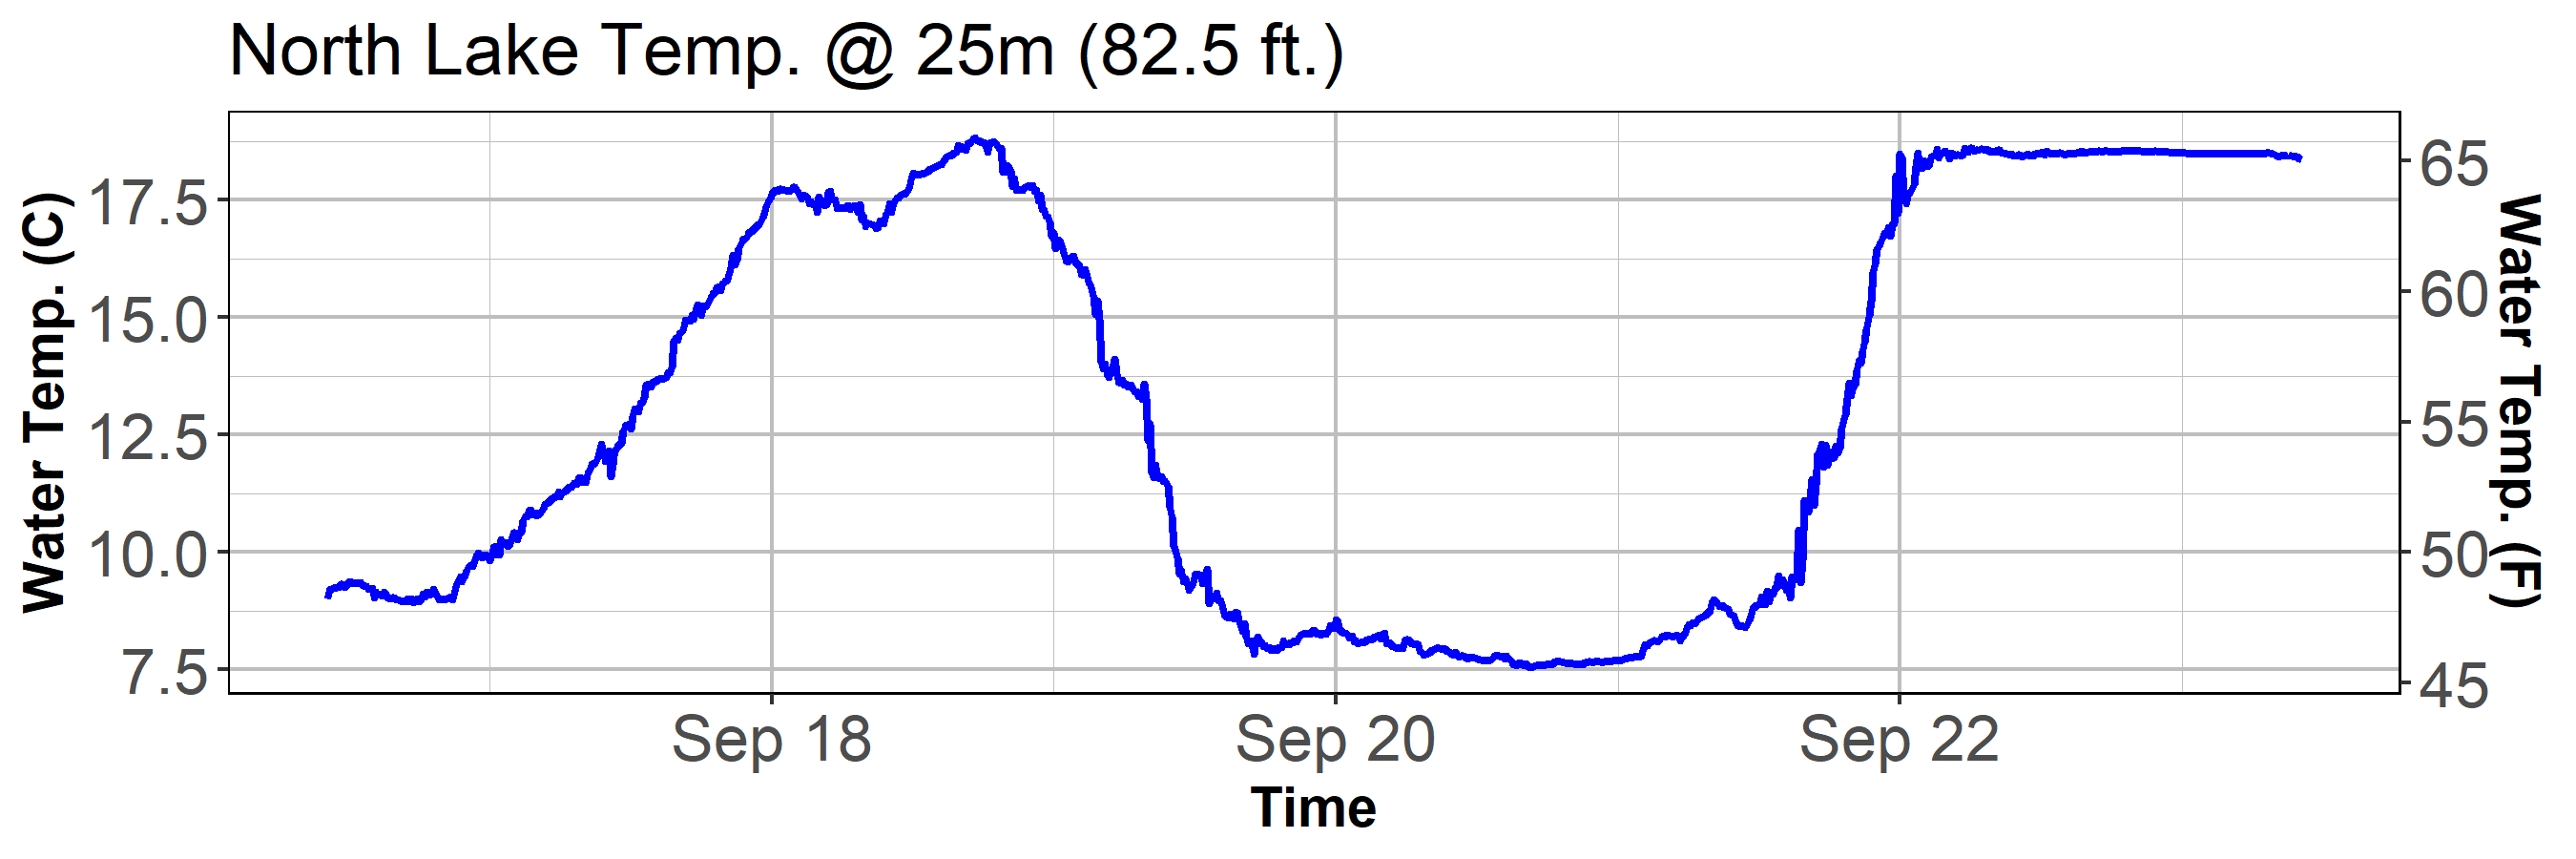 North Lake Temp. @ 25m (82.5 ft.)
Water Temp. (C)
17.5
15.0
12.5
10.0
7.5
65
60
55
50
45
Water Temp. (F)
Sep 18 Sep 20 Sep 22
Time